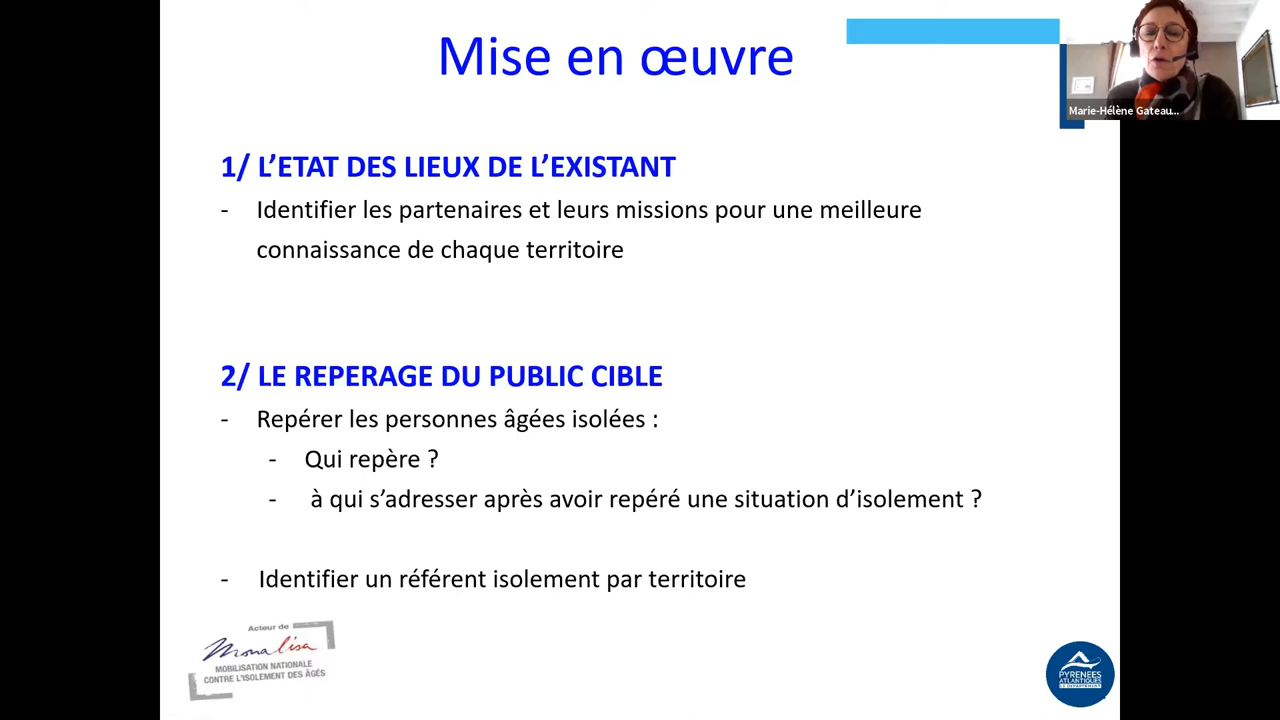 Mise en œuvre
Marie-Hélène Gateau...
1/ L’ETAT DES LIEUX DE L’EXISTANT
- Identifier les partenaires et leurs missions pour une meilleure
connaissance de chaque territoire
2/ LE REPERAGE DU PUBLIC CIBLE
- Repérer les personnes âgées isolées :
- Qui repère ?
- à qui s’adresser après avoir repéré une situation d’isolement ?
- Identifier un référent isolement par territoire
Acteur de
Monalisa
MOBILISATION NATIONALE
CONTRE L'ISOLEMENT DES ÂGÉS
PYRENEES
ATLANTIQUES
LE DEPARTEMENT